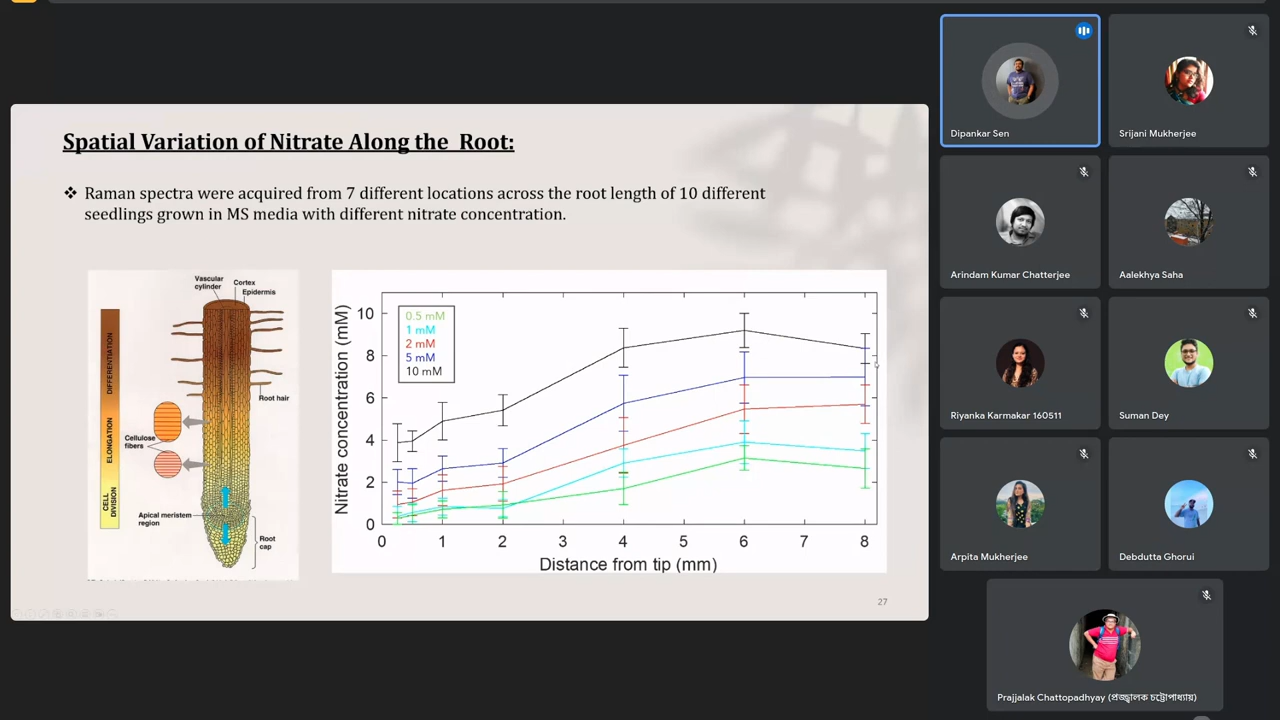 Spatial Variation of Nitrate Along the Root:
❖ Raman spectra were acquired from 7 different locations across the root length of 10 different
seedlings grown in MS media with different nitrate concentration.
Vascular
cylinder
Cortex
Epidermis
DIFFERENTIATION
Root hair
ELONGATION
Cellulose
fibers
CELL
DIVISION
Apical meristem
region
Root
cap
Nitrate concentration (mM)
10
8
6
4
2
0
0.5 mM
1 mM
2 mM
5 mM
10 mM
0 1 2 3 4 5 6 7 8
Distance from tip (mm)
27
Dipankar Sen
Srijani Mukherjee
Arindam Kumar Chatterjee
Aalekhya Saha
Riyanka Karmakar 160511
Suman Dey
Arpita Mukherjee
Debdutta Ghorui
Prajjalak Chattopadhyay (প্রজ্জ্বালক চট্টোপাধ্যায়)